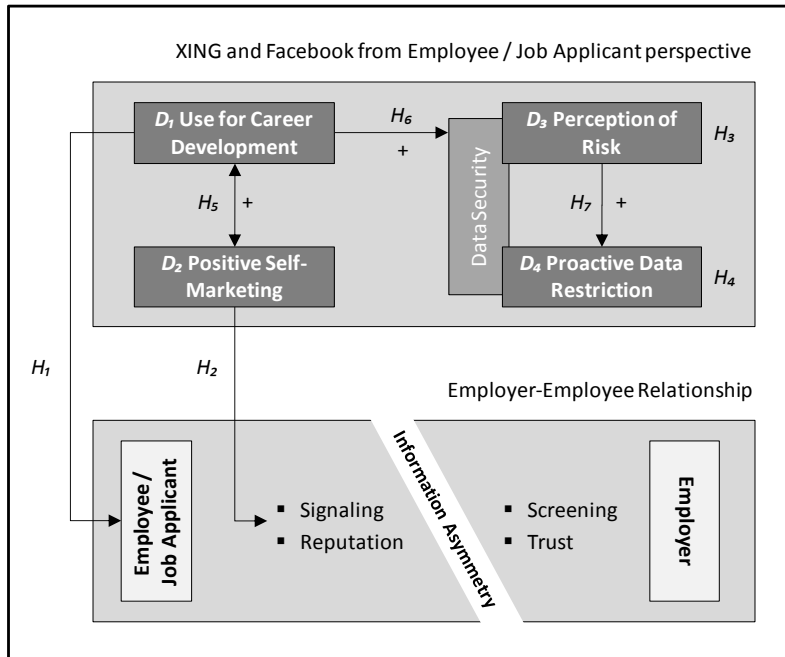 XING and Facebook from Employee / Job Applicant perspective
D₁ Use for Career
Development
H₆
+
D₃ Perception of
Risk
H₃
Data Security
H₅ +
H₇ +
D₂ Positive Self-
Marketing
D₄ Proactive Data
Restriction
H₄
H₁
H₂
Employer-Employee Relationship
Employee /
Job Applicant
▪ Signaling
▪ Reputation
Information Asymmetry
▪ Screening
▪ Trust
Employer